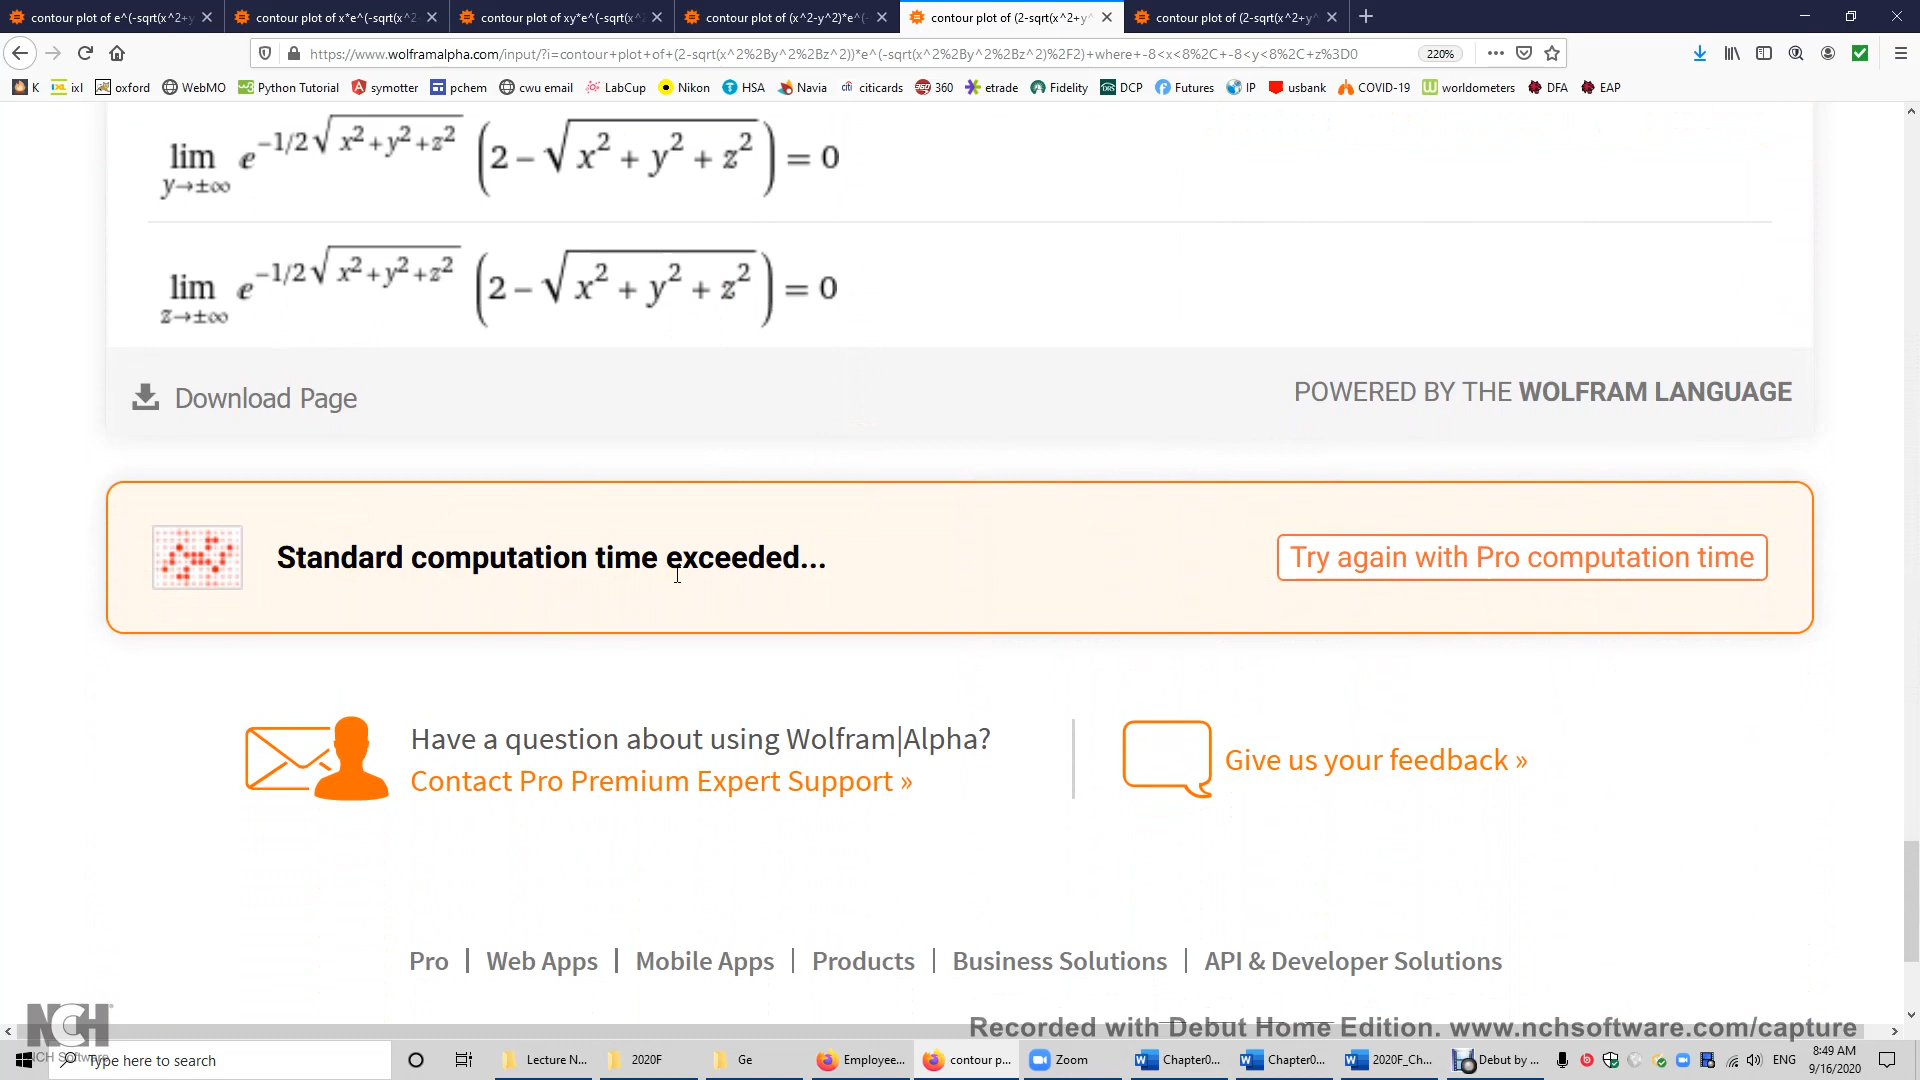 contour plot of e^(-sqrt(x^2+y
contour plot of x*e^(-sqrt(x^2
contour plot of xy*e^(-sqrt(x^
contour plot of (x^2-y^2)*e^(-
contour plot of (2-sqrt(x^2+y^
contour plot of (2-sqrt(x^2+y^
https://www.wolframalpha.com/input/?i=contour+plot+of+(2-sqrt(x^2%2By^2%2Bz^2))*e^(-sqrt(x^2%2By^2%2Bz^2)%2F2)+where+-8<x<8%2C+-8<y<8%2C+z%3D0
220%
K ixl oxford WebMO Python Tutorial symotter pchem cwu email LabCup Nikon HSA Navia citicards 360 etrade Fidelity DCP Futures IP usbank COVID-19 worldometers DFA EAP
lim y→±∞ e^(-1/2 √(x²+y²+z²)) (2 − √(x² + y² + z²)) = 0
lim z→±∞ e^(-1/2 √(x²+y²+z²)) (2 − √(x² + y² + z²)) = 0
Download Page
POWERED BY THE WOLFRAM LANGUAGE
Standard computation time exceeded...
Try again with Pro computation time
Have a question about using Wolfram|Alpha?
Contact Pro Premium Expert Support »
Give us your feedback »
Pro | Web Apps | Mobile Apps | Products | Business Solutions | API & Developer Solutions
NCH
NCH Software
Recorded with Debut Home Edition. www.nchsoftware.com/capture
Type here to search
Lecture N...
2020F
Ge
Employee...
contour p...
Zoom
Chapter0...
Chapter0...
2020F_Ch...
Debut by ...
ENG
8:49 AM
9/16/2020